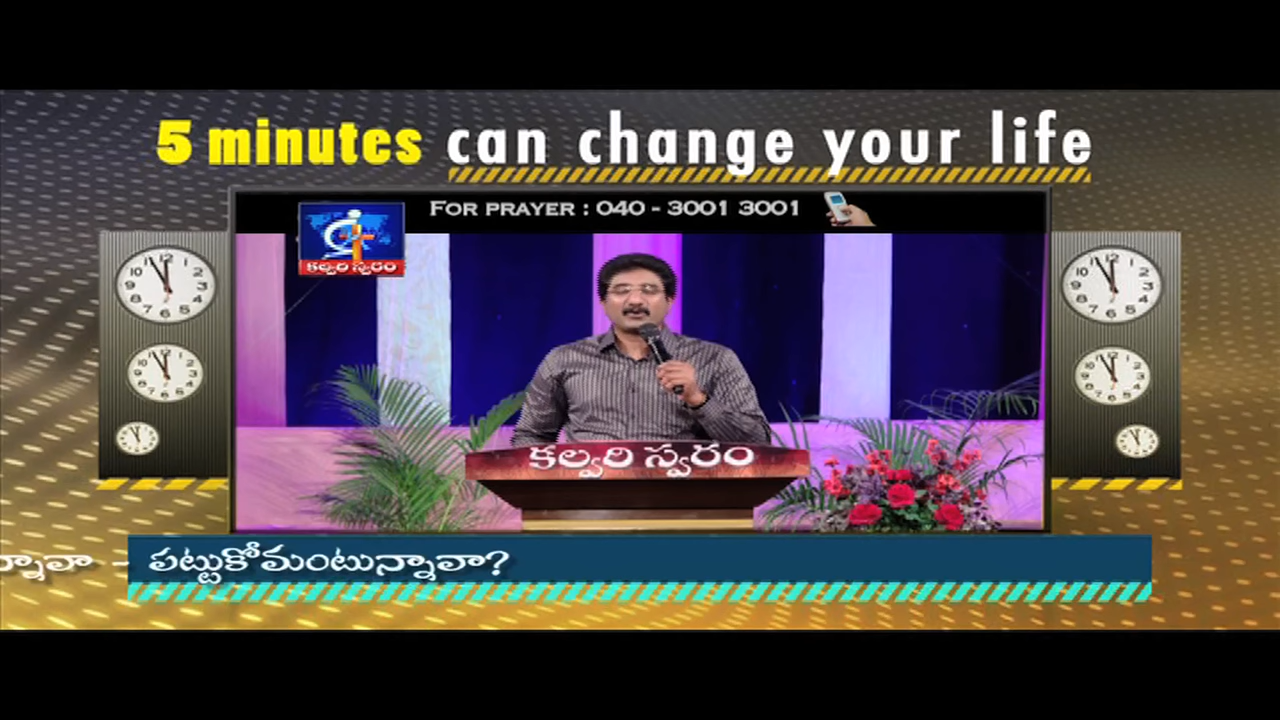 5 minutes can change your life
FOR PRAYER : 040 - 3001 3001
కల్వరి స్వరం
కల్వరి స్వరం
న్నావా - పట్టుకోమంటున్నావా?